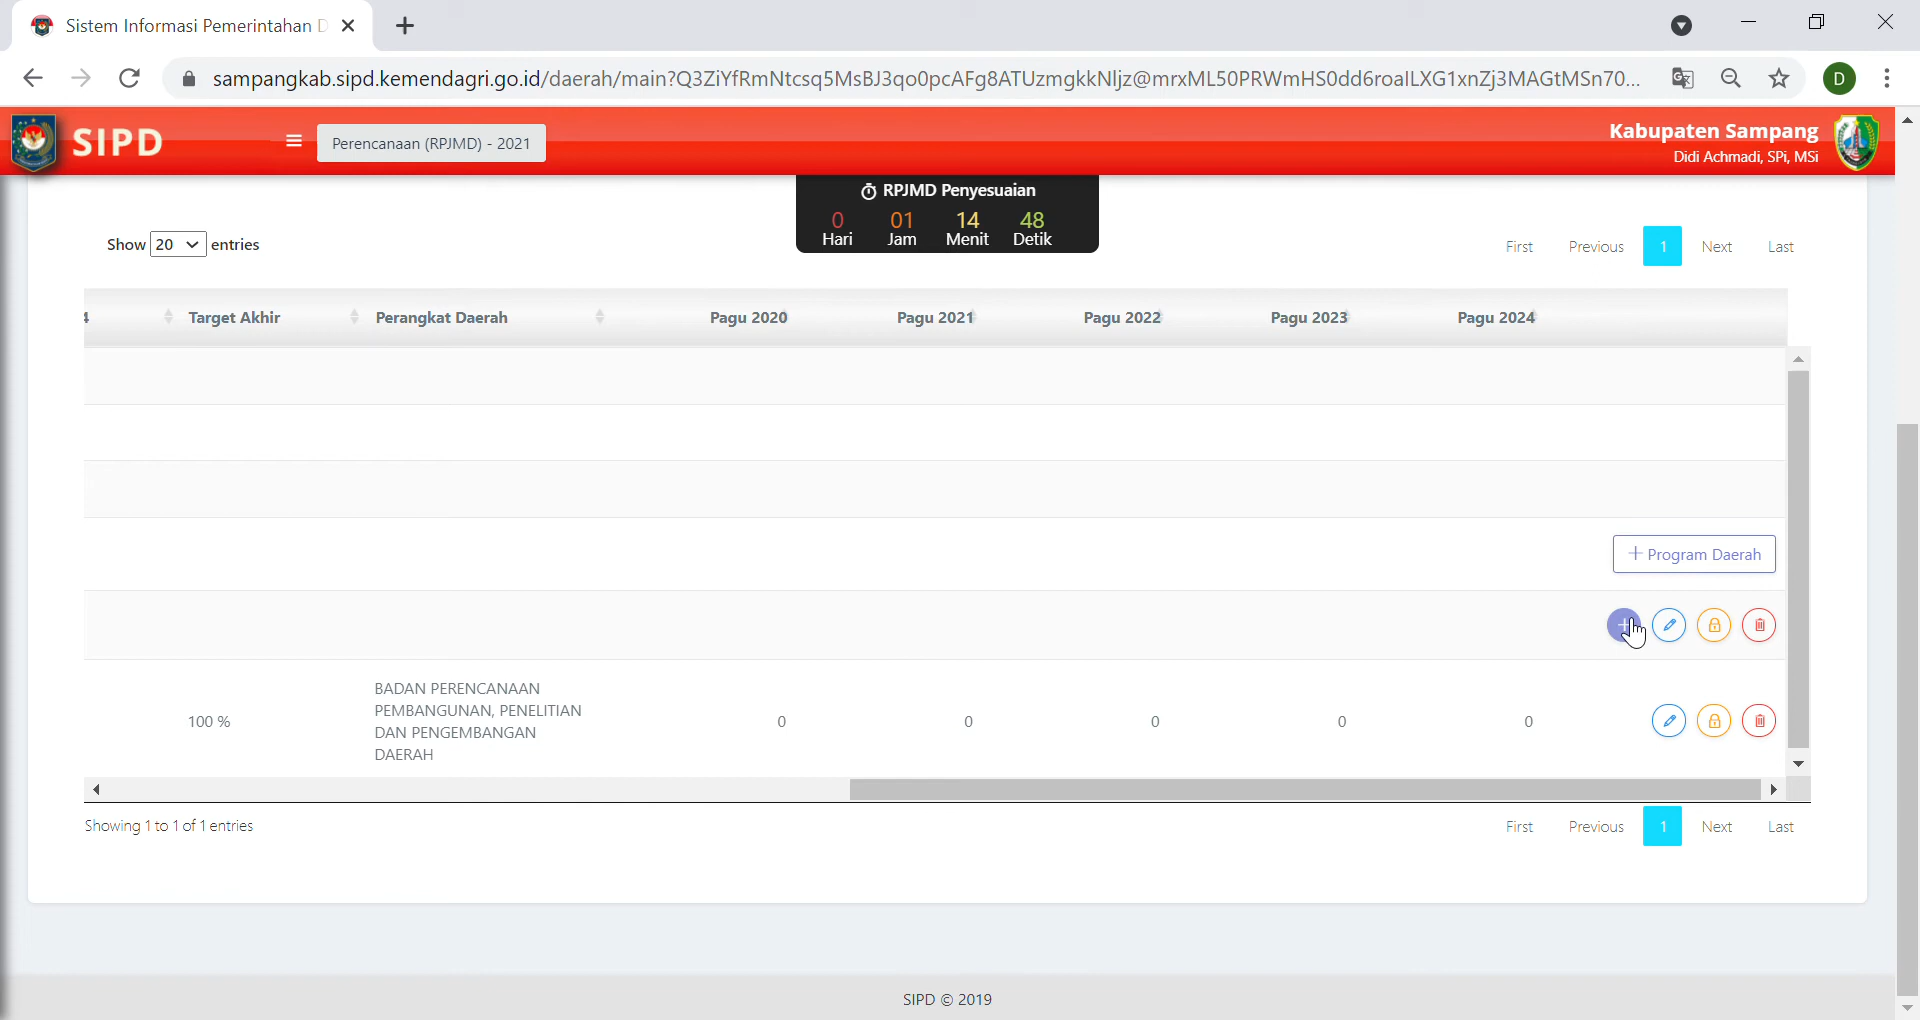 Sistem Informasi Pemerintahan D
sampangkab.sipd.kemendagri.go.id/daerah/main?Q3ZiYfRmNtcsq5MsBJ3qo0pcAFg8ATUzmgkkNljz@mrxML50PRWmHS0dd6roalLXG1xnZj3MAGtMSn70...
D
SIPD
Perencanaan (RPJMD) - 2021
Kabupaten Sampang
Didi Achmadi, SPi, MSi
RPJMD Penyesuaian
0 01 14 48
Hari Jam Menit Detik
Show 20 entries
First Previous 1 Next Last
4 Target Akhir Perangkat Daerah Pagu 2020 Pagu 2021 Pagu 2022 Pagu 2023 Pagu 2024
+ Program Daerah
BADAN PERENCANAAN
PEMBANGUNAN, PENELITIAN
100 % 0 0 0 0 0
DAN PENGEMBANGAN
DAERAH
Showing 1 to 1 of 1 entries
First Previous 1 Next Last
SIPD © 2019